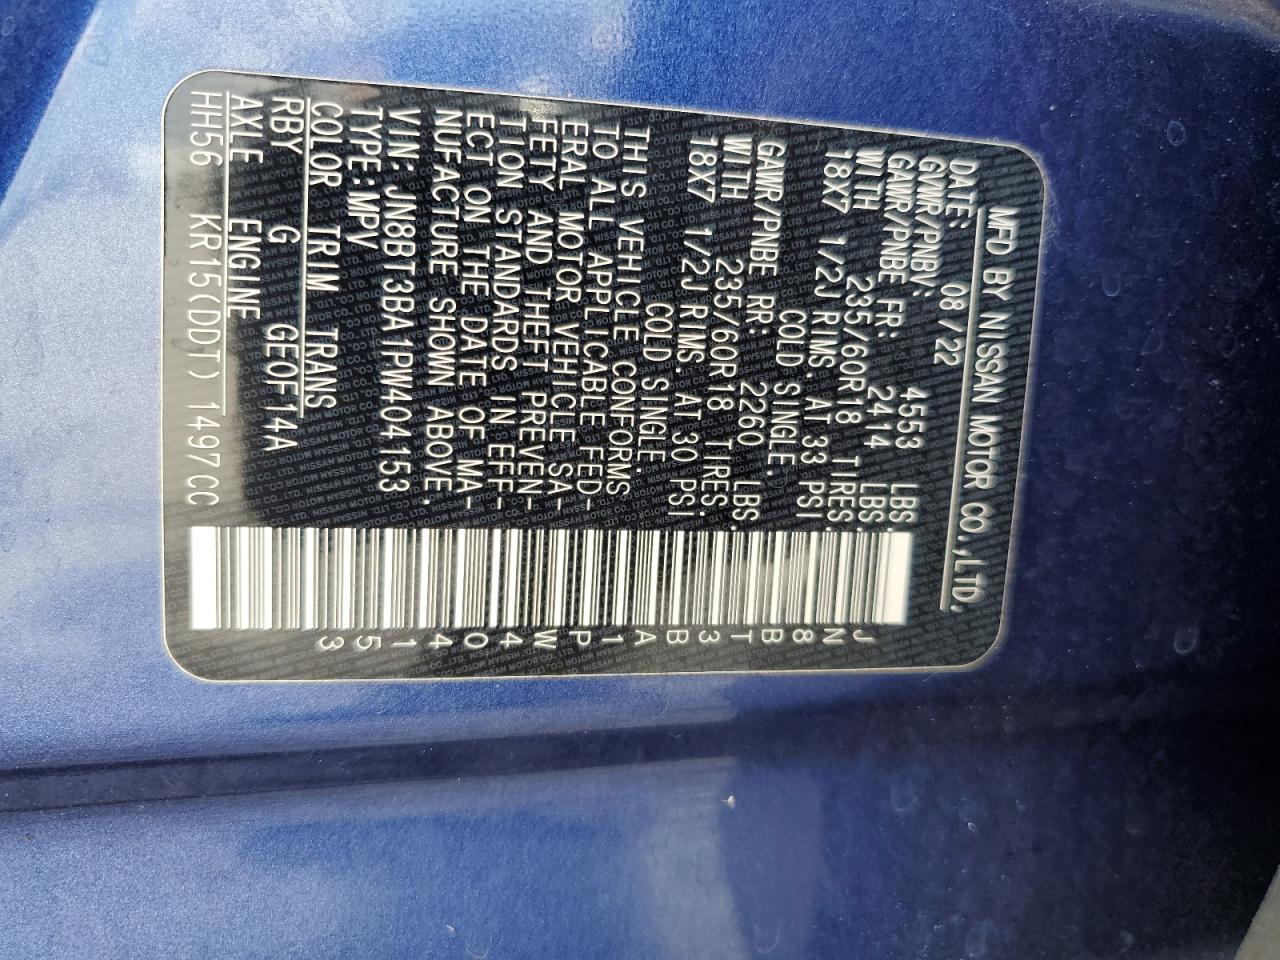 MFD BY NISSAN MOTOR CO.,LTD.
DATE: 08/22
GVWR/PNBV: 4553 LBS.
GAWR/PNBE FR: 2414 LBS.
WITH 235/60R18 TIRES.
18X7 1/2J RIMS AT 33 PSI
COLD SINGLE.
GAWR/PNBE RR: 2260 LBS.
WITH 235/60R18 TIRES.
18X7 1/2J RIMS. AT 30 PSI
COLD SINGLE.
THIS VEHICLE CONFORMS
TO ALL APPLICABLE FED-
ERAL MOTOR VEHICLE SA-
FETY AND THEFT PREVEN-
TION STANDARDS IN EFF-
ECT ON THE DATE OF MA-
NUFACTURE SHOWN ABOVE.
VIN: JN8BT3BA1PW404153
TYPE:MPV
COLOR TRIM TRANS
RBY G GEOF14A
AXLE ENGINE
HH56 KR15(DDT) 1497CC
JN8BT3BA1PW404153